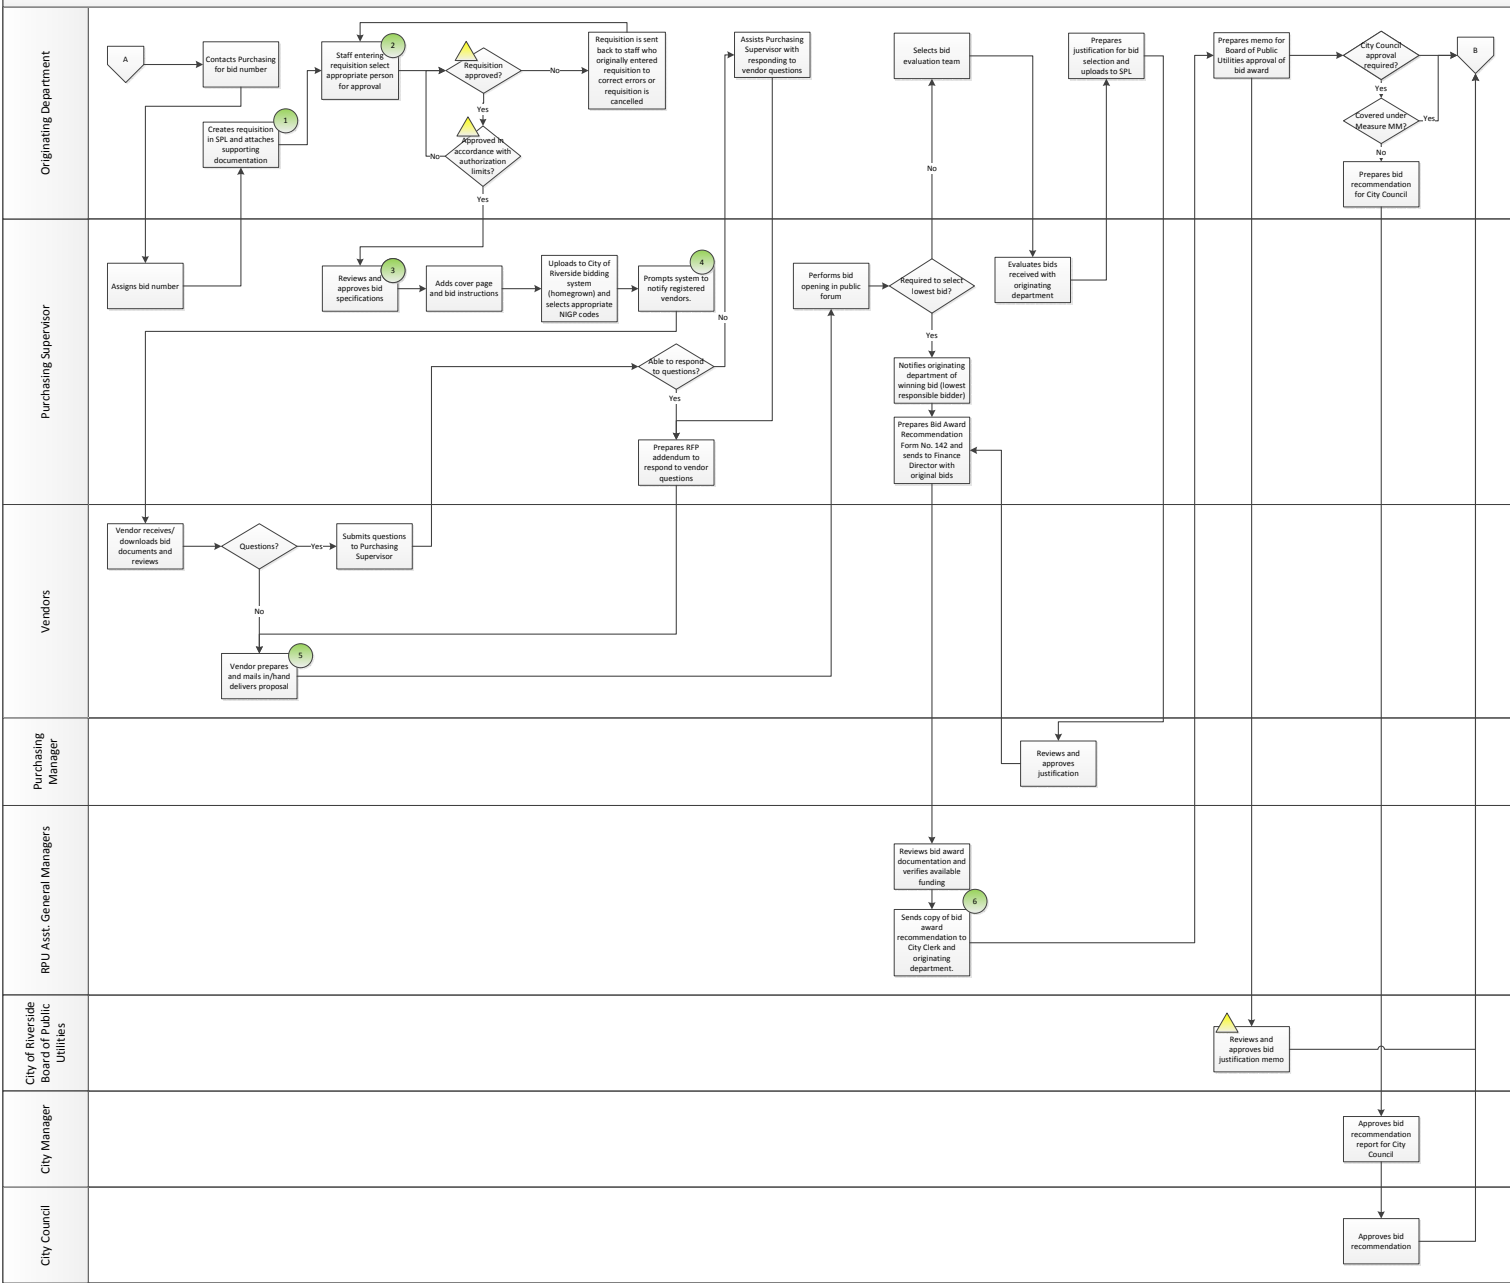 Originating Department
A
Contacts Purchasing
for bid number
1
Creates requisition
in SPL and attaches
supporting
documentation
2
Staff entering
requisition select
appropriate person
for approval
Requisition
approved?
No
Yes
Approved in
accordance with
authorization
limits?
No
Yes
Requisition is sent
back to staff who
originally entered
requisition to
correct errors or
requisition is
cancelled
Assists Purchasing
Supervisor with
responding to
vendor questions
Selects bid
evaluation team
No
Prepares
justification for bid
selection and
uploads to SPL
Prepares memo for
Board of Public
Utilities approval of
bid award
City Council
approval
required?
Yes
Covered under
Measure MM?
Yes
No
Prepares bid
recommendation
for City Council
B
Purchasing Supervisor
Assigns bid number
3
Reviews and
approves bid
specifications
Adds cover page
and bid instructions
Uploads to City of
Riverside bidding
system
(homegrown) and
selects appropriate
NIGP codes
4
Prompts system to
notify registered
vendors.
No
Able to respond
to questions?
Yes
Prepares RFP
addendum to
respond to vendor
questions
Performs bid
opening in public
forum
Required to select
lowest bid?
Yes
Notifies originating
department of
winning bid (lowest
responsible bidder)
Prepares Bid Award
Recommendation
Form No. 142 and
sends to Finance
Director with
original bids
Evaluates bids
received with
originating
department
Vendors
Vendor receives/
downloads bid
documents and
reviews
Questions?
Yes
Submits questions
to Purchasing
Supervisor
No
5
Vendor prepares
and mails in/hand
delivers proposal
Purchasing
Manager
Reviews and
approves
justification
RPU Asst. General Managers
Reviews bid award
documentation and
verifies available
funding
6
Sends copy of bid
award
recommendation to
City Clerk and
originating
department.
City of Riverside
Board of Public
Utilities
Reviews and
approves bid
justification memo
City Manager
Approves bid
recommendation
report for City
Council
City Council
Approves bid
recommendation